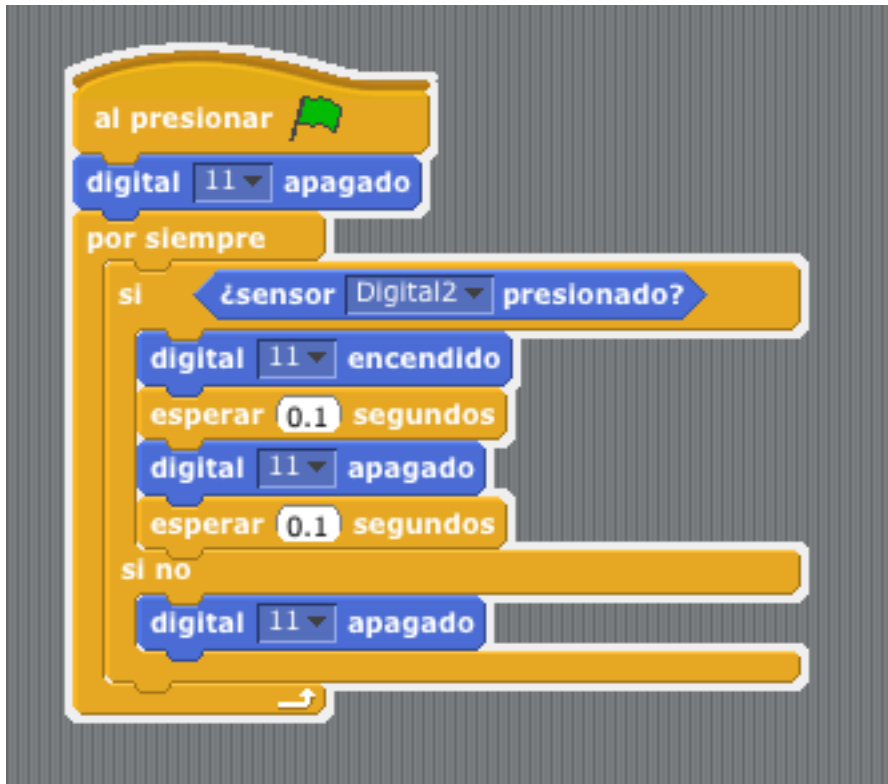 al presionar
digital 11 apagado
por siempre
si ¿sensor Digital2 presionado?
digital 11 encendido
esperar 0.1 segundos
digital 11 apagado
esperar 0.1 segundos
si no
digital 11 apagado